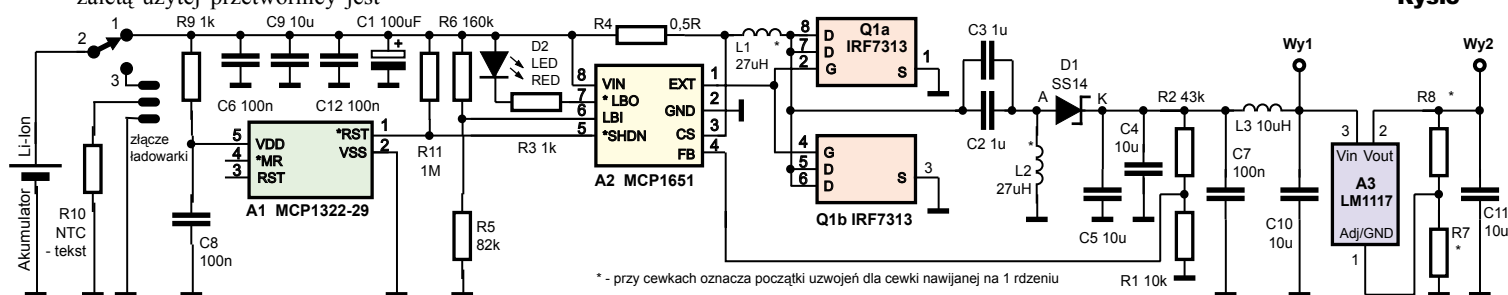 zaletą użytej przetwornicy jest
Rys18
1
2
3
R9 1k
C9 10u
C1 100uF
+
R6 160k
R4
0,5R
L1 *
27uH
8
7
2
D
D
G
Q1a
IRF7313
S
1
C3 1u
D1
SS14
Wy1
Wy2
D2
LED
RED
C6 100n
C12 100n
8
7
6
5
VIN
* LBO
LBI
*SHDN
EXT
GND
CS
FB
1
2
3
4
A2 MCP1651
A
K
R2 43k
R8 *
C2 1u
C4
10u
L3 10uH
C7
100n
3
2
Vin Vout
A3
LM1117
Adj/GND
1
Li-Ion
Akumulator
złącze
ładowarki
5
4
3
VDD
*MR
RST
*RST
VSS
1
2
A1 MCP1322-29
R11
1M
R3 1k
4
5
6
G
D
D
S
3
Q1b IRF7313
*
L2
27uH
R10
NTC
- tekst
C8
100n
R5
82k
C5 10u
R1 10k
C10
10u
R7
*
C11
10u
* - przy cewkach oznacza początki uzwojeń dla cewki nawijanej na 1 rdzeniu